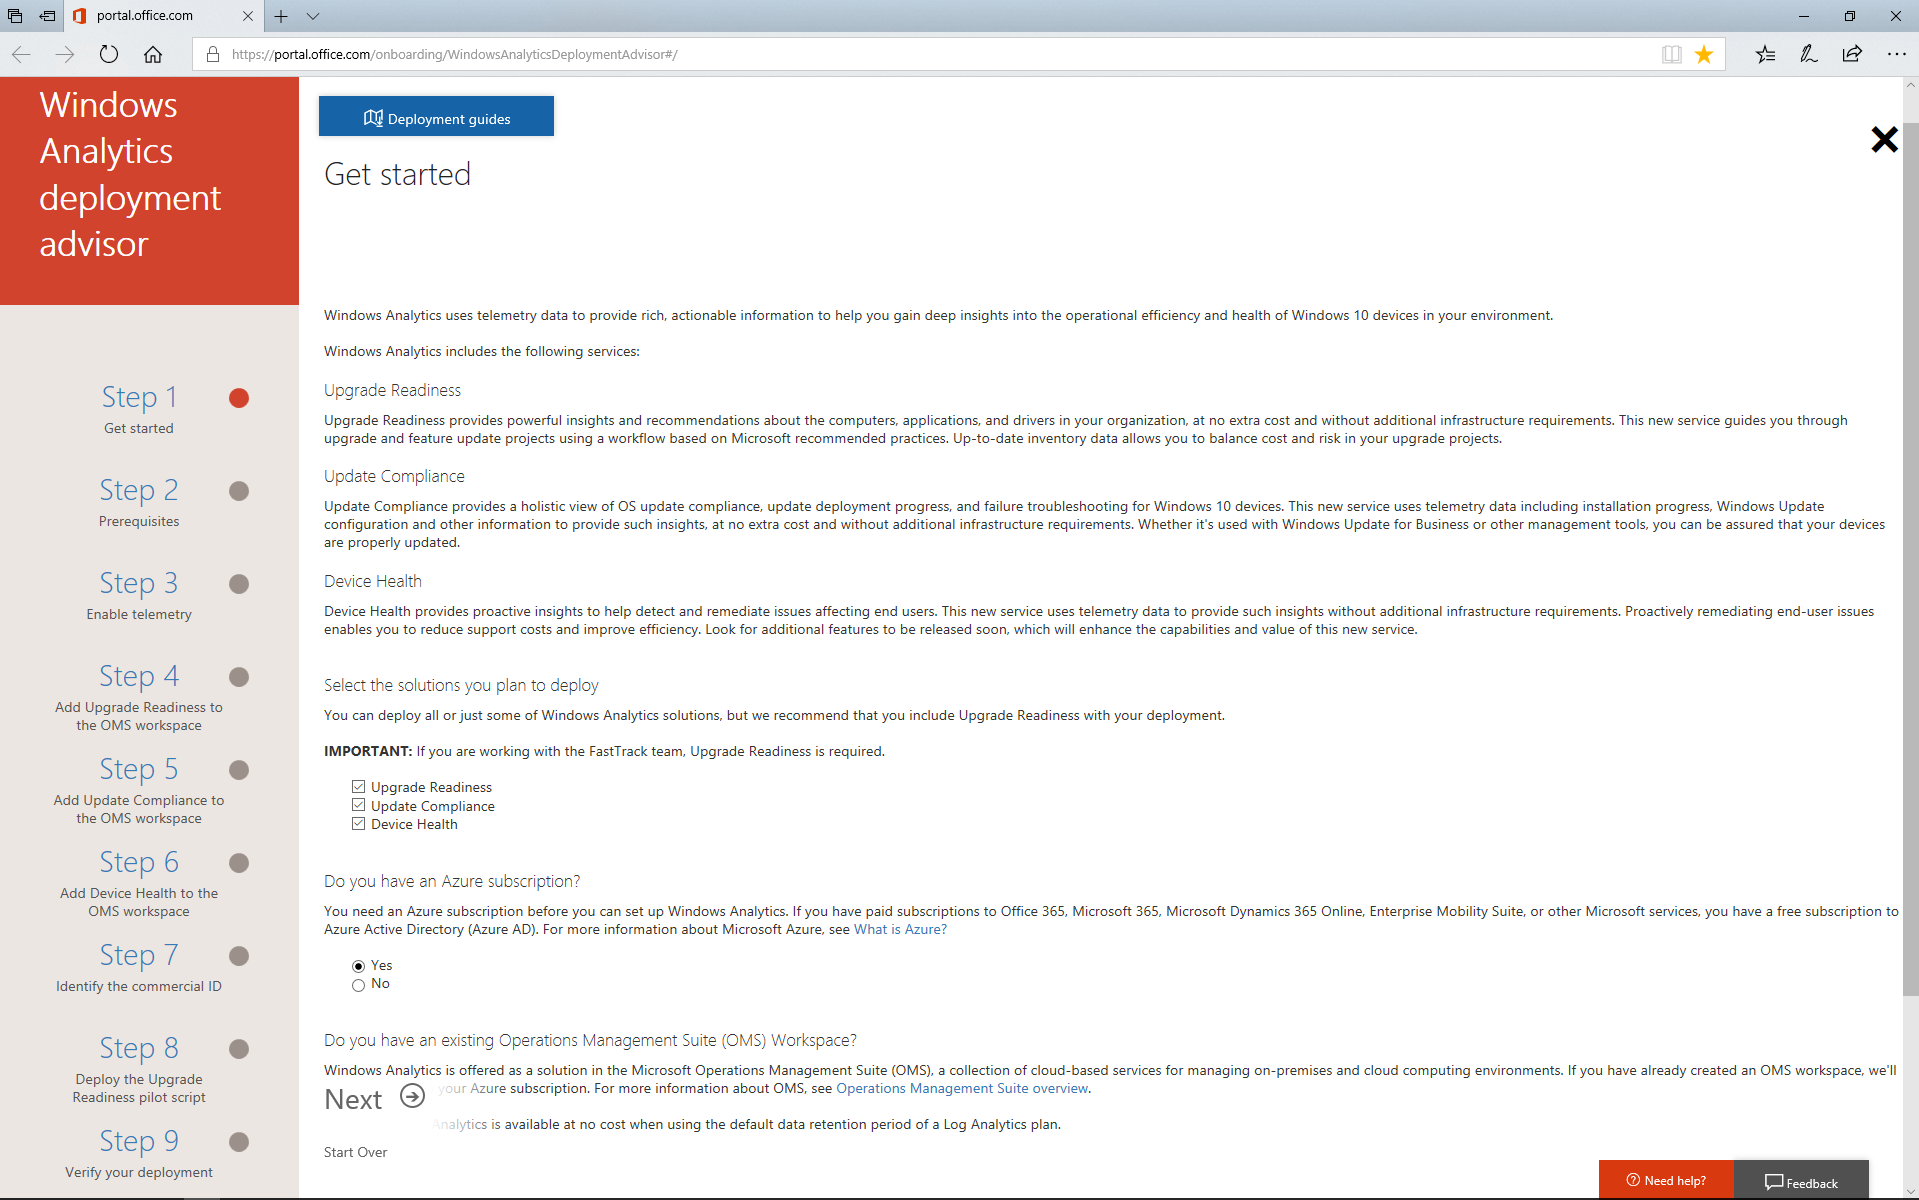 portal.office.com
https://portal.office.com/onboarding/WindowsAnalyticsDeploymentAdvisor#/
Windows
Analytics
deployment
advisor
Step 1
Get started
Step 2
Prerequisites
Step 3
Enable telemetry
Step 4
Add Upgrade Readiness to
the OMS workspace
Step 5
Add Update Compliance to
the OMS workspace
Step 6
Add Device Health to the
OMS workspace
Step 7
Identify the commercial ID
Step 8
Deploy the Upgrade
Readiness pilot script
Step 9
Verify your deployment
Deployment guides
Get started
Windows Analytics uses telemetry data to provide rich, actionable information to help you gain deep insights into the operational efficiency and health of Windows 10 devices in your environment.
Windows Analytics includes the following services:
Upgrade Readiness
Upgrade Readiness provides powerful insights and recommendations about the computers, applications, and drivers in your organization, at no extra cost and without additional infrastructure requirements. This new service guides you through
upgrade and feature update projects using a workflow based on Microsoft recommended practices. Up-to-date inventory data allows you to balance cost and risk in your upgrade projects.
Update Compliance
Update Compliance provides a holistic view of OS update compliance, update deployment progress, and failure troubleshooting for Windows 10 devices. This new service uses telemetry data including installation progress, Windows Update
configuration and other information to provide such insights, at no extra cost and without additional infrastructure requirements. Whether it's used with Windows Update for Business or other management tools, you can be assured that your devices
are properly updated.
Device Health
Device Health provides proactive insights to help detect and remediate issues affecting end users. This new service uses telemetry data to provide such insights without additional infrastructure requirements. Proactively remediating end-user issues
enables you to reduce support costs and improve efficiency. Look for additional features to be released soon, which will enhance the capabilities and value of this new service.
Select the solutions you plan to deploy
You can deploy all or just some of Windows Analytics solutions, but we recommend that you include Upgrade Readiness with your deployment.
IMPORTANT: If you are working with the FastTrack team, Upgrade Readiness is required.
Upgrade Readiness
Update Compliance
Device Health
Do you have an Azure subscription?
You need an Azure subscription before you can set up Windows Analytics. If you have paid subscriptions to Office 365, Microsoft 365, Microsoft Dynamics 365 Online, Enterprise Mobility Suite, or other Microsoft services, you have a free subscription to
Azure Active Directory (Azure AD). For more information about Microsoft Azure, see What is Azure?
Yes
No
Do you have an existing Operations Management Suite (OMS) Workspace?
Windows Analytics is offered as a solution in the Microsoft Operations Management Suite (OMS), a collection of cloud-based services for managing on-premises and cloud computing environments. If you have already created an OMS workspace, we'll
your Azure subscription. For more information about OMS, see Operations Management Suite overview.
Next
Analytics is available at no cost when using the default data retention period of a Log Analytics plan.
Start Over
Need help?
Feedback